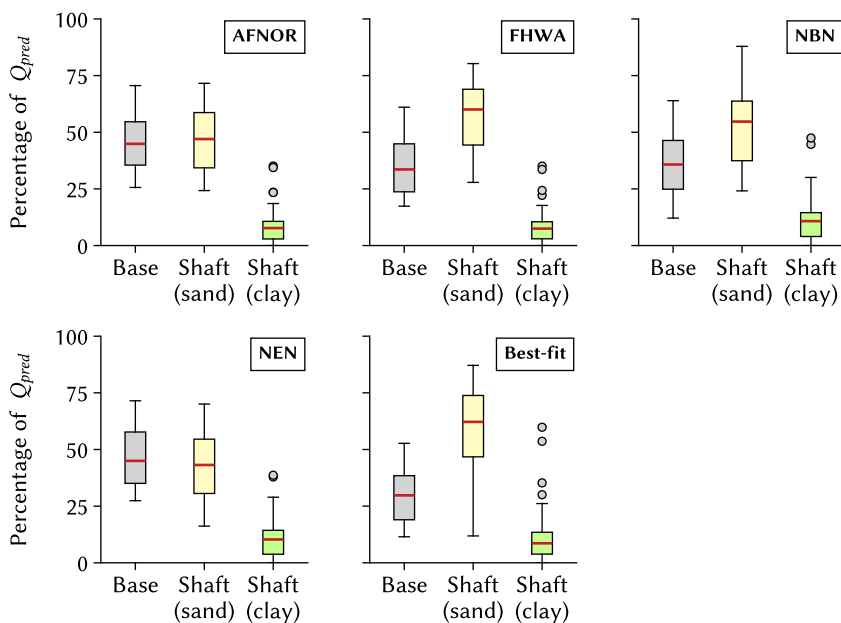 Percentage of Q_pred
100
75
50
25
0
AFNOR
Base
Shaft
(sand)
Shaft
(clay)
FHWA
Base
Shaft
(sand)
Shaft
(clay)
NBN
Base
Shaft
(sand)
Shaft
(clay)
Percentage of Q_pred
100
75
50
25
0
NEN
Base
Shaft
(sand)
Shaft
(clay)
Best-fit
Base
Shaft
(sand)
Shaft
(clay)